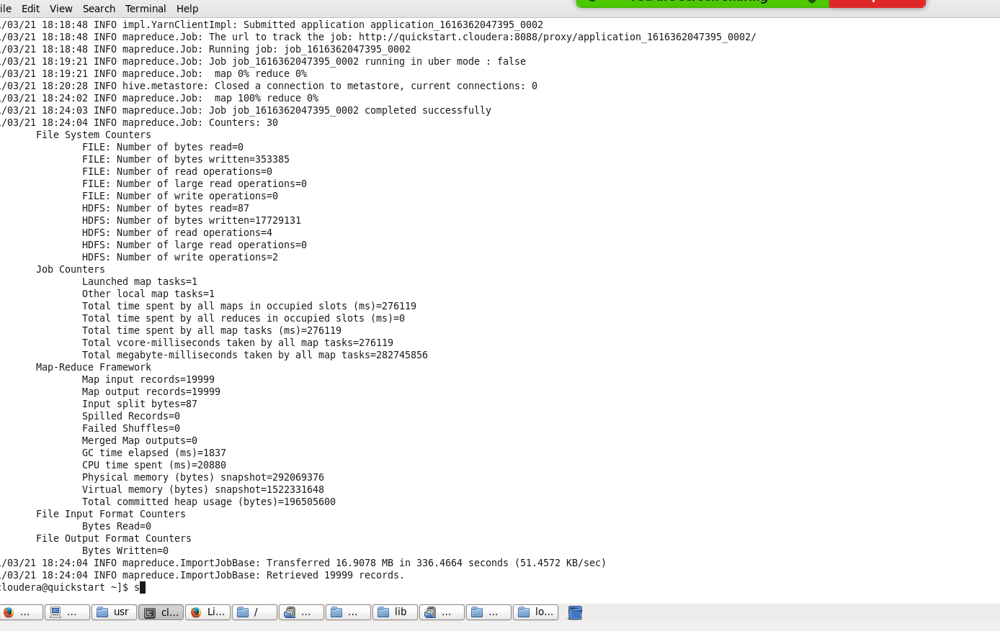 ile Edit View Search Terminal Help
/03/21 18:18:48 INFO impl.YarnClientImpl: Submitted application application_1616362047395_0002
/03/21 18:18:48 INFO mapreduce.Job: The url to track the job: http://quickstart.cloudera:8088/proxy/application_1616362047395_0002/
/03/21 18:18:48 INFO mapreduce.Job: Running job: job_1616362047395_0002
/03/21 18:19:21 INFO mapreduce.Job: Job job_1616362047395_0002 running in uber mode : false
/03/21 18:19:21 INFO mapreduce.Job:  map 0% reduce 0%
/03/21 18:20:28 INFO hive.metastore: Closed a connection to metastore, current connections: 0
/03/21 18:24:02 INFO mapreduce.Job:  map 100% reduce 0%
/03/21 18:24:03 INFO mapreduce.Job: Job job_1616362047395_0002 completed successfully
/03/21 18:24:04 INFO mapreduce.Job: Counters: 30
File System Counters
FILE: Number of bytes read=0
FILE: Number of bytes written=353385
FILE: Number of read operations=0
FILE: Number of large read operations=0
FILE: Number of write operations=0
HDFS: Number of bytes read=87
HDFS: Number of bytes written=17729131
HDFS: Number of read operations=4
HDFS: Number of large read operations=0
HDFS: Number of write operations=2
Job Counters
Launched map tasks=1
Other local map tasks=1
Total time spent by all maps in occupied slots (ms)=276119
Total time spent by all reduces in occupied slots (ms)=0
Total time spent by all map tasks (ms)=276119
Total vcore-milliseconds taken by all map tasks=276119
Total megabyte-milliseconds taken by all map tasks=282745856
Map-Reduce Framework
Map input records=19999
Map output records=19999
Input split bytes=87
Spilled Records=0
Failed Shuffles=0
Merged Map outputs=0
GC time elapsed (ms)=1837
CPU time spent (ms)=20880
Physical memory (bytes) snapshot=292069376
Virtual memory (bytes) snapshot=1522331648
Total committed heap usage (bytes)=196505600
File Input Format Counters
Bytes Read=0
File Output Format Counters
Bytes Written=0
/03/21 18:24:04 INFO mapreduce.ImportJobBase: Transferred 16.9078 MB in 336.4664 seconds (51.4572 KB/sec)
/03/21 18:24:04 INFO mapreduce.ImportJobBase: Retrieved 19999 records.
cloudera@quickstart ~]$ s
... ... usr cl... Li... / ... ... lib ... ... lo...